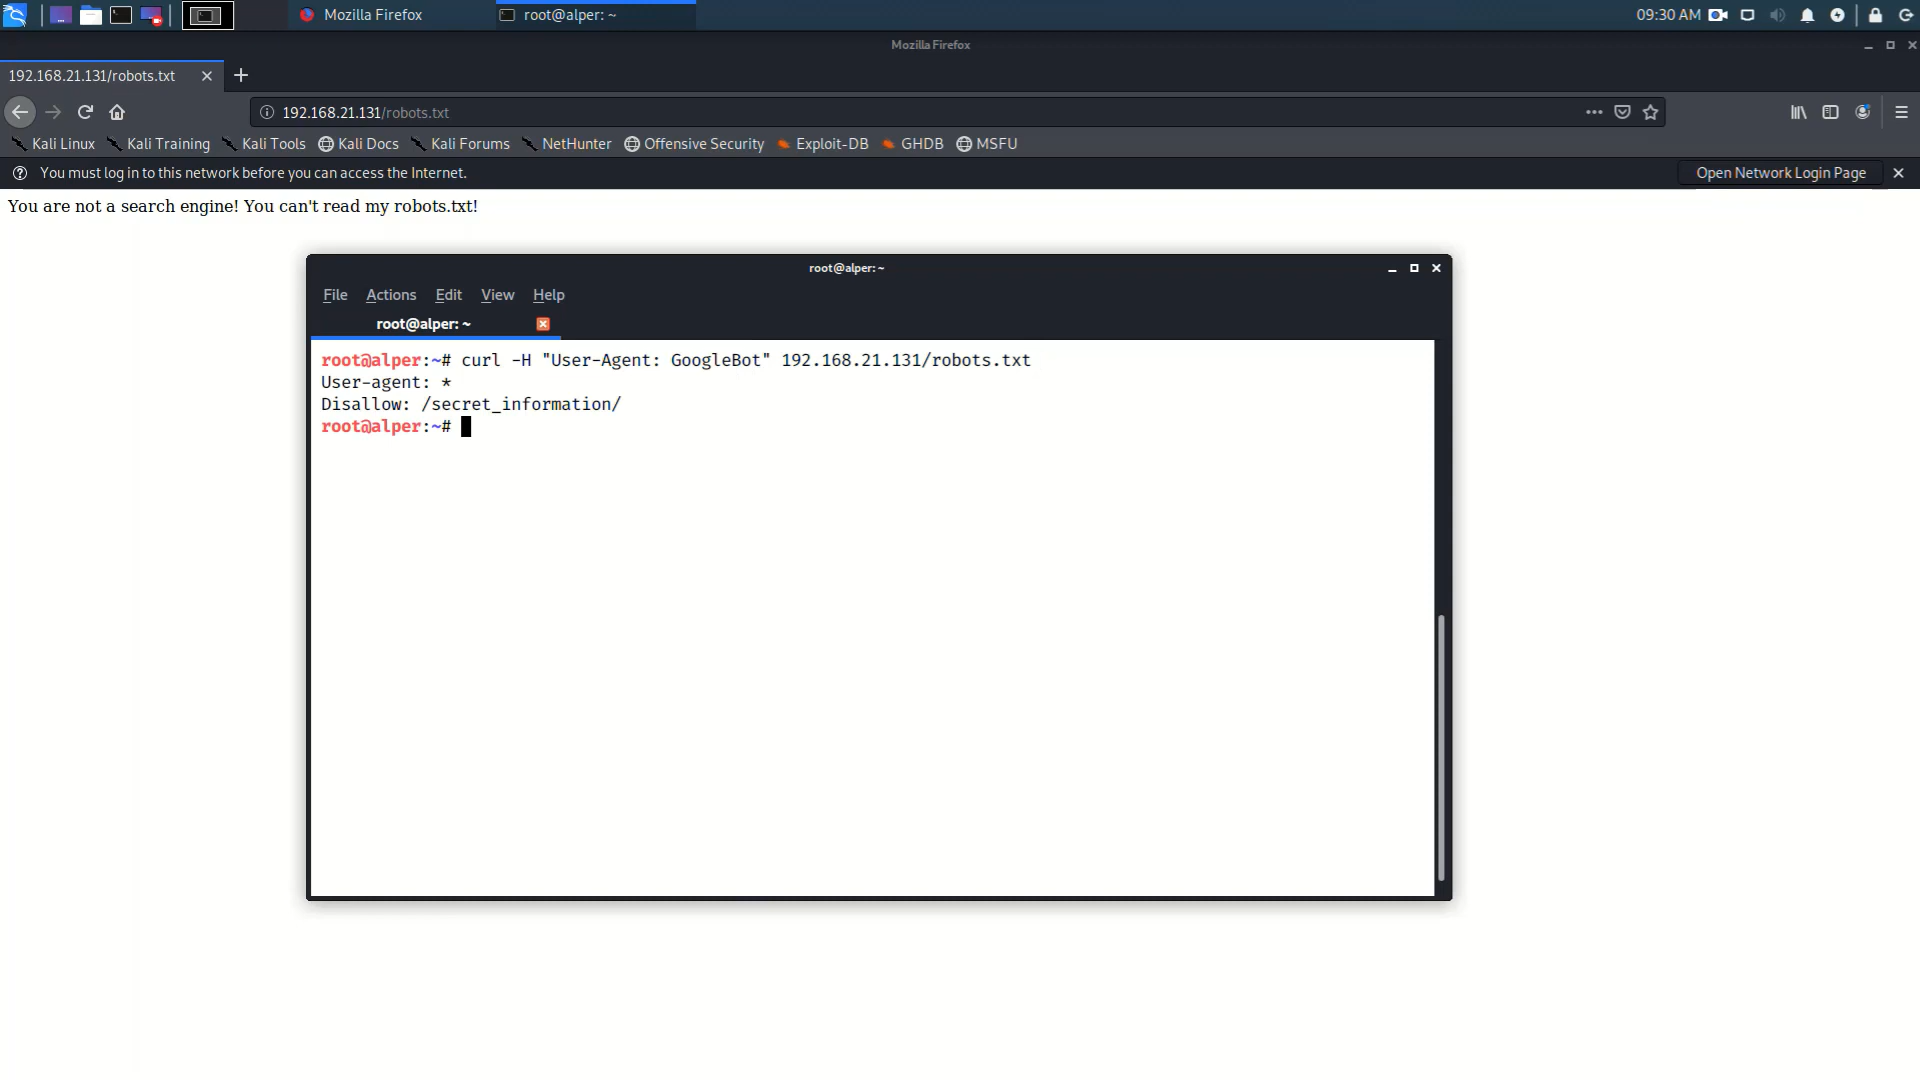 Mozilla Firefox
root@alper: ~
09:30 AM
Mozilla Firefox
192.168.21.131/robots.txt
192.168.21.131/robots.txt
Kali Linux Kali Training Kali Tools Kali Docs Kali Forums NetHunter Offensive Security Exploit-DB GHDB MSFU
You must log in to this network before you can access the Internet.
Open Network Login Page
You are not a search engine! You can't read my robots.txt!
root@alper: ~
File Actions Edit View Help
root@alper: ~
root@alper:~# curl -H "User-Agent: GoogleBot" 192.168.21.131/robots.txt
User-agent: *
Disallow: /secret_information/
root@alper:~#